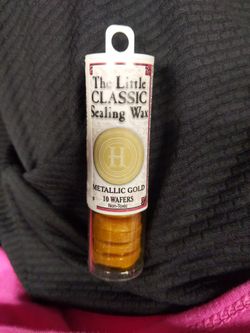 The Little
CLASSIC
Sealing Wax
H
METALLIC GOLD
10 WAFERS
Non-Toxic